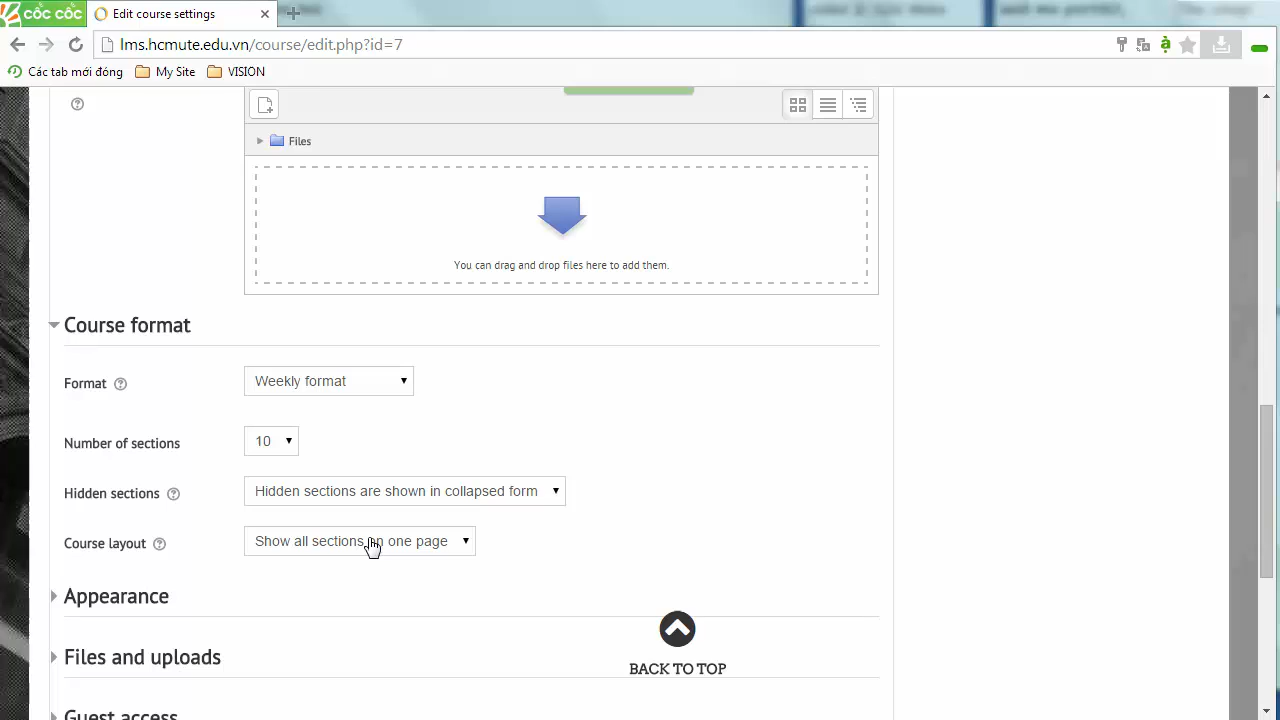 cốc cốc
Edit course settings
lms.hcmute.edu.vn/course/edit.php?id=7
Các tab mới đóng
My Site
VISION
Files
You can drag and drop files here to add them.
Course format
Format
Weekly format
Number of sections
10
Hidden sections
Hidden sections are shown in collapsed form
Course layout
Show all sections on one page
Appearance
Files and uploads
BACK TO TOP
Guest access